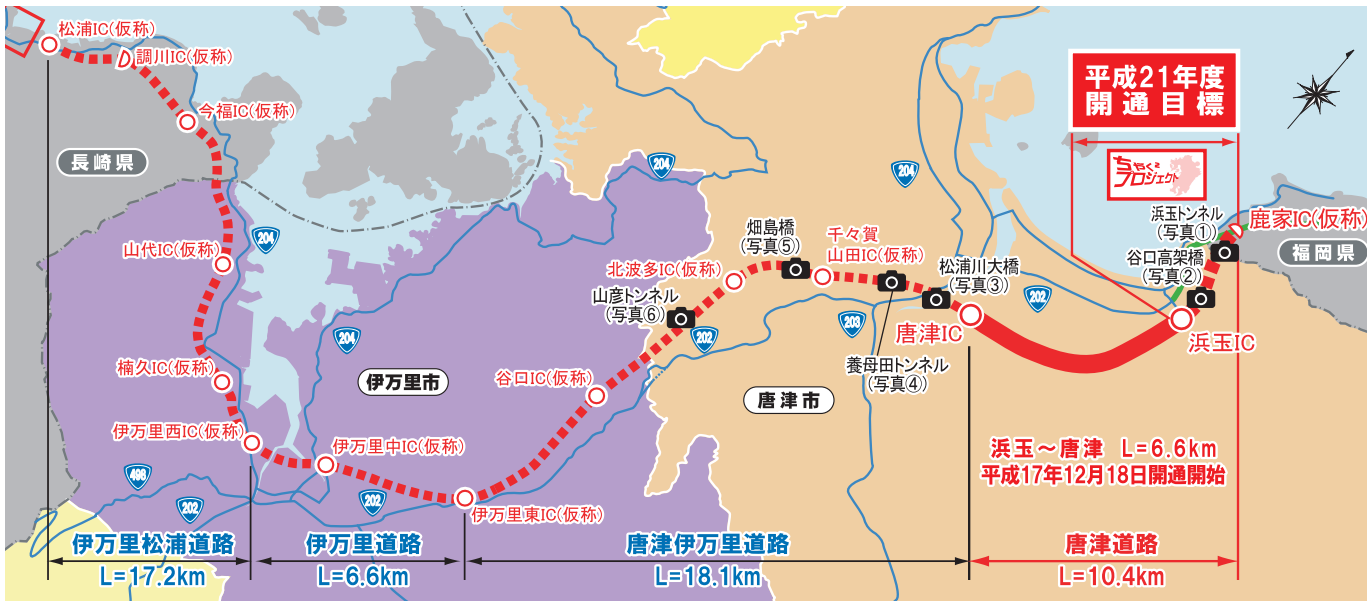 松浦IC(仮称)
調川IC(仮称)
今福IC(仮称)
長崎県
山代IC(仮称)
204
楠久IC(仮称)
伊万里西IC(仮称)
498
202
204
伊万里市
伊万里中IC(仮称)
202
伊万里東IC(仮称)
谷口IC(仮称)
204
北波多IC(仮称)
山彦トンネル
(写真⑥)
202
畑島橋
(写真⑤)
千々賀
山田IC(仮称)
204
203
養母田トンネル
(写真④)
松浦川大橋
(写真③)
唐津IC
202
唐津市
平成21年度
開通目標
ちゃく2
プロジェクト
浜玉トンネル
(写真①)
鹿家IC(仮称)
福岡県
谷口高架橋
(写真②)
浜玉IC
浜玉～唐津 L=6.6km
平成17年12月18日開通開始
伊万里松浦道路
L=17.2km
伊万里道路
L=6.6km
唐津伊万里道路
L=18.1km
唐津道路
L=10.4km